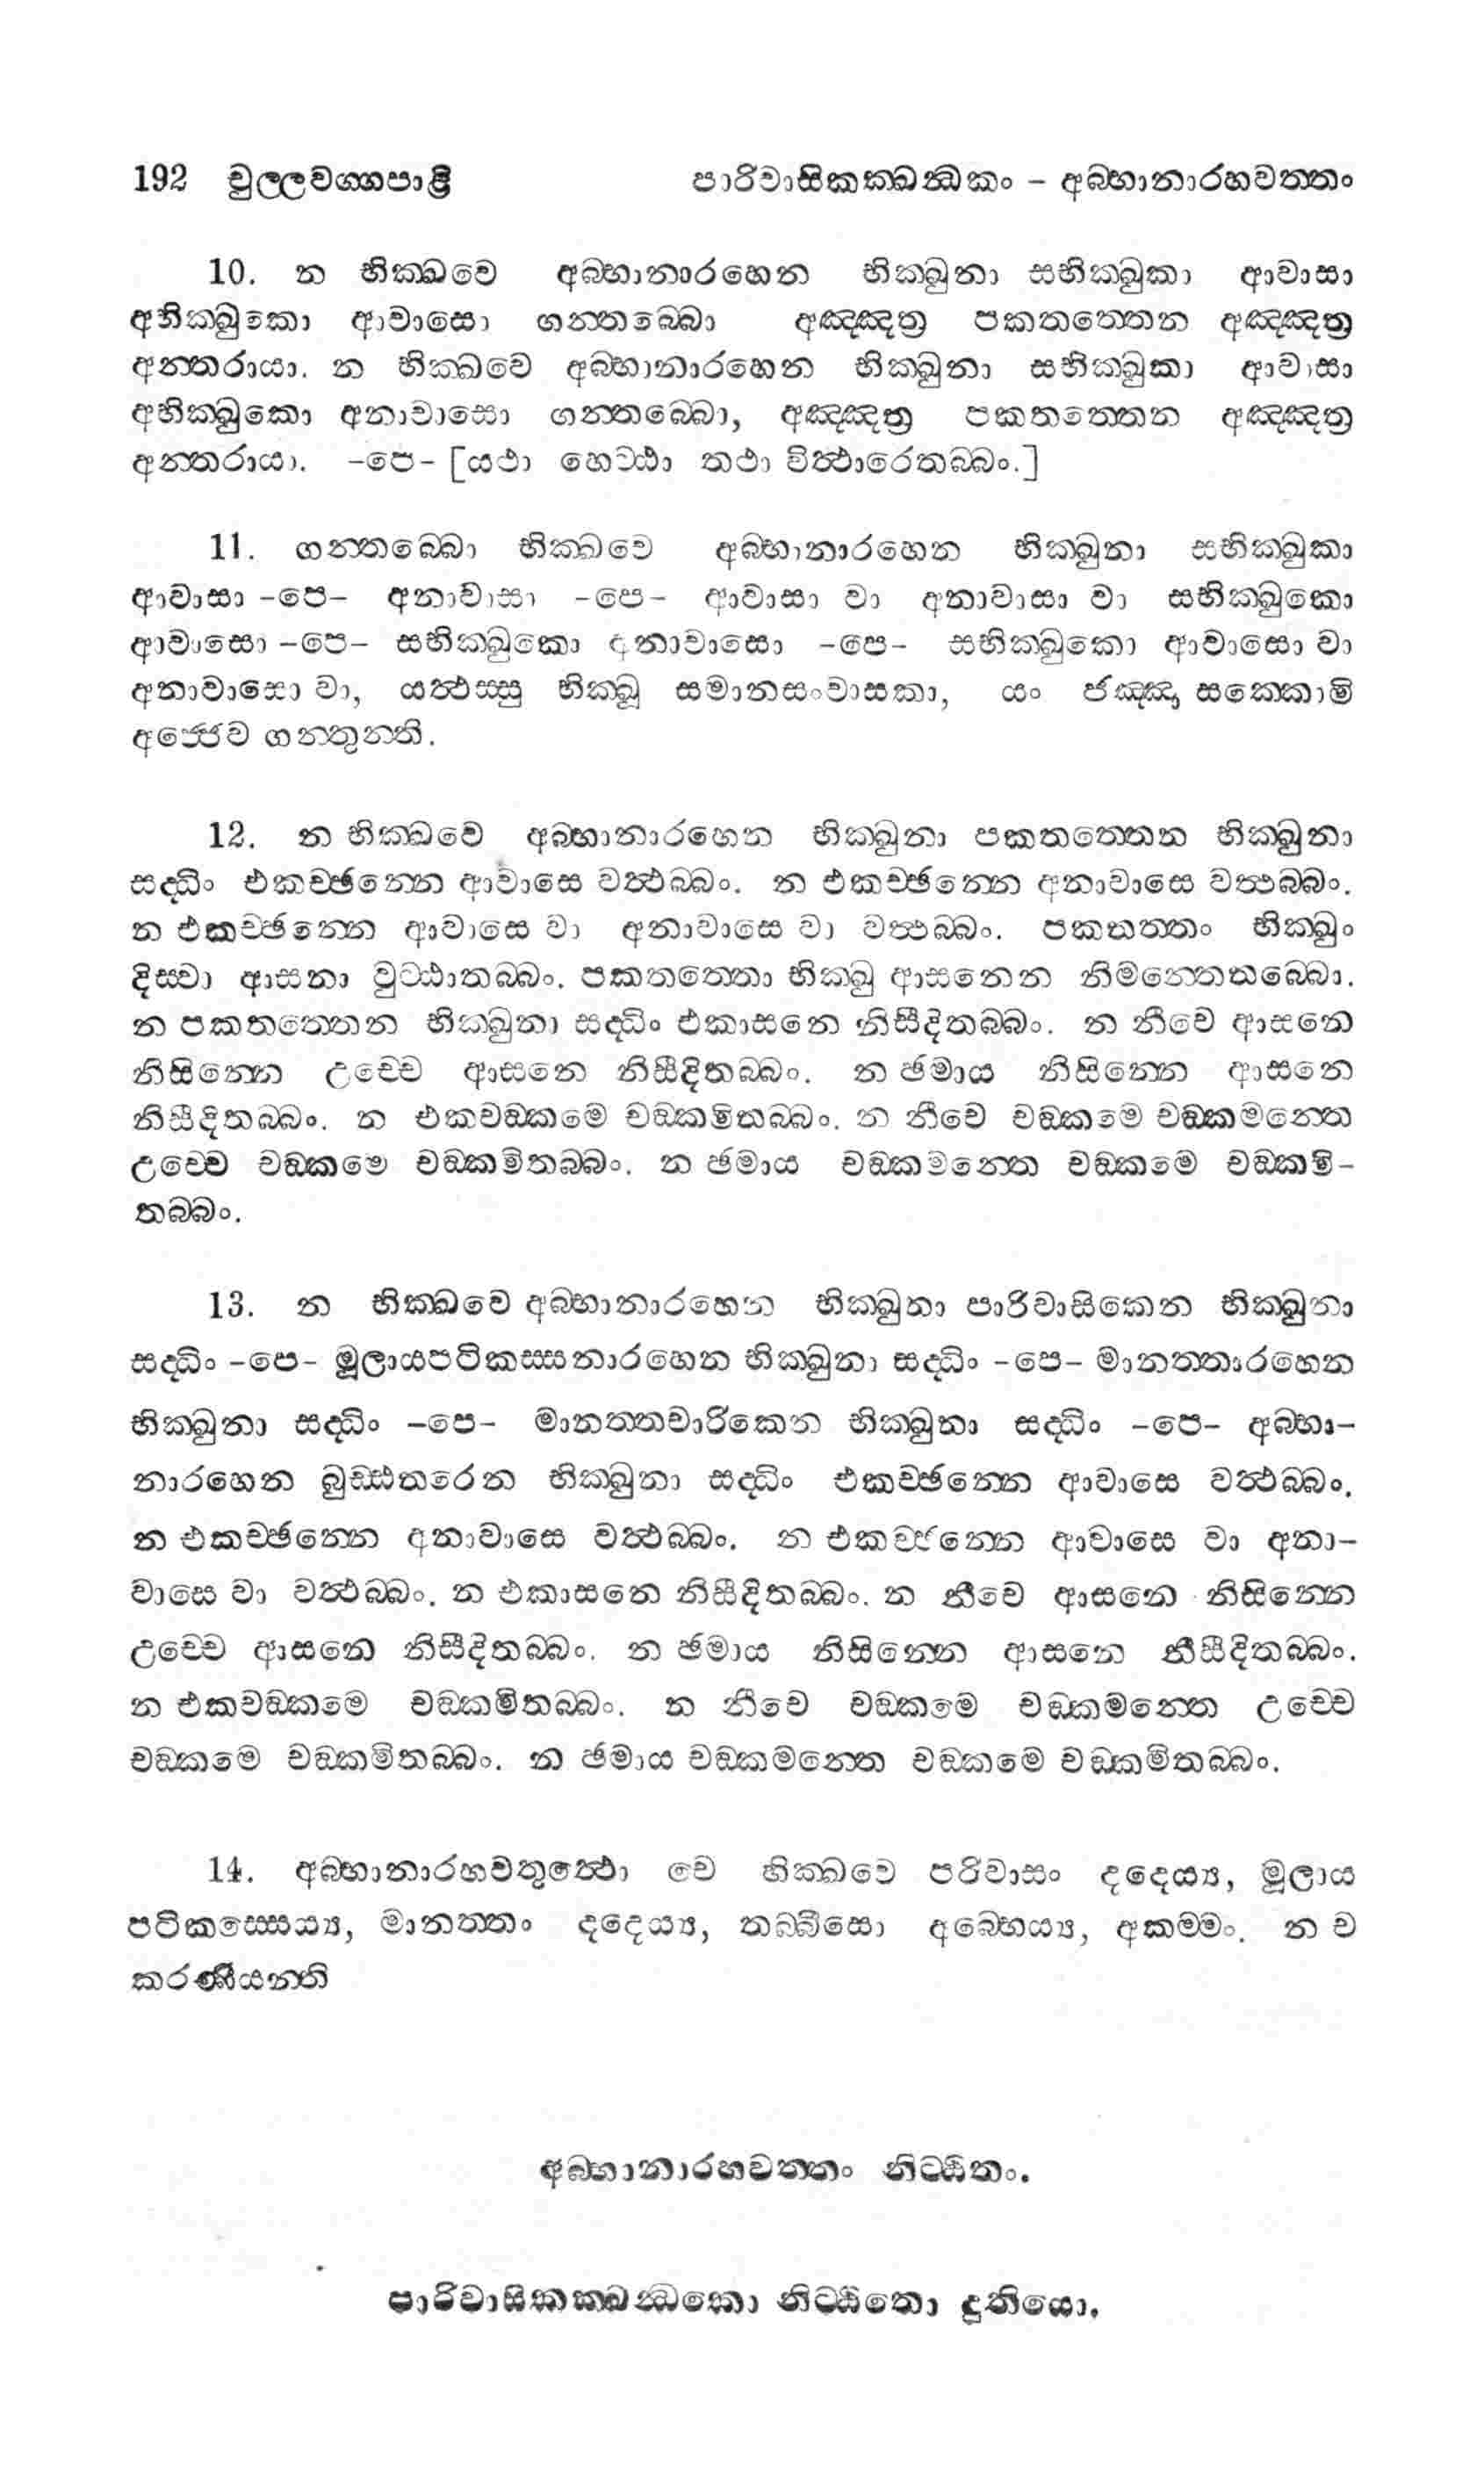 192 චුල්ලවග්ගපාළි පාරිවාසිකක්ඛන්ධකං – අබ්භානාරහවත්තං
10. න භික්ඛවෙ අබ්භානාරහෙන භික්ඛුනා සභික්ඛුකා ආවාසා
අභික්ඛුකො ආවාසො ගන්තබ්බො අඤ්ඤත්‍ර පකතත්තෙන අඤ්ඤත්‍ර
අන්තරායා. න භික්ඛවෙ අබ්භානාරහෙන භික්ඛුනා සභික්ඛුකා ආවාසා
අභික්ඛුකො අනාවාසො ගන්තබ්බො, අඤ්ඤත්‍ර පකතත්තෙන අඤ්ඤත්‍ර
අන්තරායා. –පෙ– [යථා හෙට්ඨා තථා විත්ථාරෙතබ්බං.]
11. ගන්තබ්බො භික්ඛවෙ අබ්භානාරහෙන භික්ඛුනා සභික්ඛුකා
ආවාසා –පෙ– අනාවාසා –පෙ– ආවාසා වා අනාවාසා වා සභික්ඛුකො
ආවාසො –පෙ– සභික්ඛුකො අනාවාසො –පෙ– සභික්ඛුකො ආවාසො වා
අනාවාසො වා, යත්ථස්සු භික්ඛූ සමානසංවාසකා, යං ජඤ්ඤා සක්කොමි
අජ්ජෙව ගන්තුන්ති.
12. න භික්ඛවෙ අබ්භානාරහෙන භික්ඛුනා පකතත්තෙන භික්ඛුනා
සද්ධිං එකච්ඡන්නෙ ආවාසෙ වත්ථබ්බං. න එකච්ඡන්නෙ අනාවාසෙ වත්ථබ්බං.
න එකච්ඡන්නෙ ආවාසෙ වා අනාවාසෙ වා වත්ථබ්බං. පකතත්තං භික්ඛුං
දිස්වා ආසනා වුට්ඨාතබ්බං. පකතත්තො භික්ඛු ආසනෙන නිමන්තෙතබ්බො.
න පකතත්තෙන භික්ඛුනා සද්ධිං එකාසනෙ නිසීදිතබ්බං. න නීචෙ ආසනෙ
නිසින්නෙ උච්චෙ ආසනෙ නිසීදිතබ්බං. න ඡමාය නිසින්නෙ ආසනෙ
නිසීදිතබ්බං. න එකචඞ්කමෙ චඞ්කමිතබ්බං. න නීචෙ චඞ්කමෙ චඞ්කමන්තෙ
උච්චෙ චඞ්කමෙ චඞ්කමිතබ්බං. න ඡමාය චඞ්කමන්තෙ චඞ්කමෙ චඞ්කමි–
තබ්බං.
13. න භික්ඛවෙ අබ්භානාරහෙන භික්ඛුනා පාරිවාසිකෙන භික්ඛුනා
සද්ධිං –පෙ– මූලායපටිකස්සනාරහෙන භික්ඛුනා සද්ධිං –පෙ– මානත්තාරහෙන
භික්ඛුනා සද්ධිං –පෙ– මානත්තචාරිකෙන භික්ඛුනා සද්ධිං –පෙ– අබ්භා–
නාරහෙන බුඩ්ඪතරෙන භික්ඛුනා සද්ධිං එකච්ඡන්නෙ ආවාසෙ වත්ථබ්බං.
න එකච්ඡන්නෙ අනාවාසෙ වත්ථබ්බං. න එකච්ඡන්නෙ ආවාසෙ වා අනා–
වාසෙ වා වත්ථබ්බං. න එකාසනෙ නිසීදිතබ්බං. න නීචෙ ආසනෙ නිසින්නෙ
උච්චෙ ආසනෙ නිසීදිතබ්බං. න ඡමාය නිසින්නෙ ආසනෙ නීසීදිතබ්බං.
න එකචඞ්කමෙ චඞ්කමිතබ්බං. න නීචෙ චඞ්කමෙ චඞ්කමන්තෙ උච්චෙ
චඞ්කමෙ චඞ්කමිතබ්බං. න ඡමාය චඞ්කමන්තෙ චඞ්කමෙ චඞ්කමිතබ්බං.
14. අබ්භානාරහචතුත්ථො චෙ භික්ඛවෙ පරිවාසං දදෙය්‍ය, මූලාය
පටිකස්සෙය්‍ය, මානත්තං දදෙය්‍ය, තබ්බීසො අබ්භෙය්‍ය, අකම්මං. න ච
කරණීයන්ති
අබ්භානාරහවත්තං නිට්ඨිතං.
පාරිවාසිකක්ඛන්ධකො නිට්ඨිතො දුතියො.